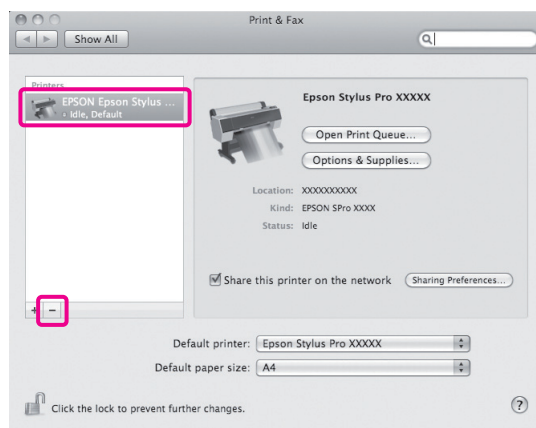 Print & Fax
Show All
Printers
EPSON Epson Stylus ...
• Idle, Default
Epson Stylus Pro XXXXX
Open Print Queue...
Options & Supplies...
Location: XXXXXXXXXX
Kind: EPSON SPro XXXX
Status: Idle
Share this printer on the network
Sharing Preferences...
+ −
Default printer: Epson Stylus Pro XXXXX
Default paper size: A4
Click the lock to prevent further changes.
?